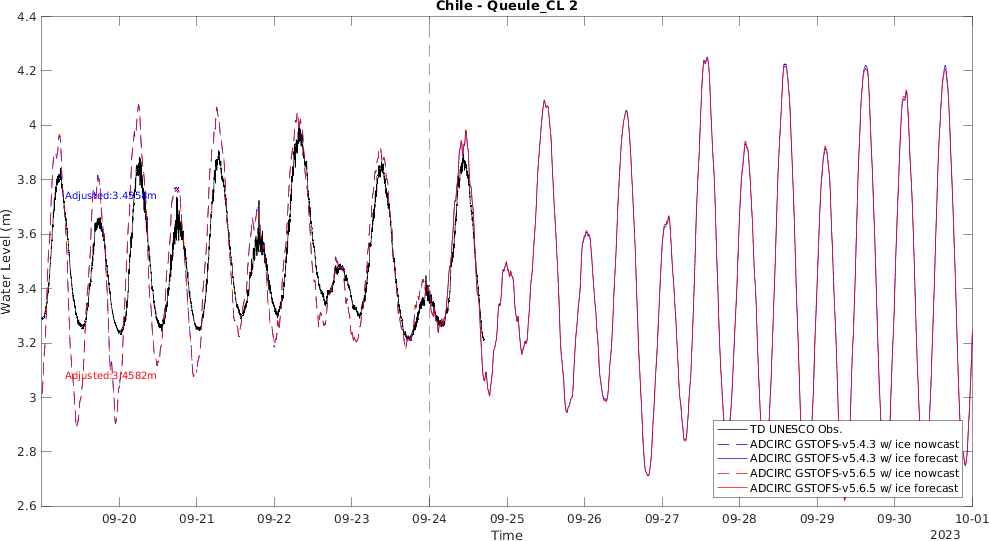 Chile - Queule_CL 2
Water Level (m)
4.4
4.2
4
3.8
3.6
3.4
3.2
3
2.8
2.6
Adjusted:3.4558m
Adjusted:3.4582m
TD UNESCO Obs.
ADCIRC GSTOFS-v5.4.3 w/ ice nowcast
ADCIRC GSTOFS-v5.4.3 w/ ice forecast
ADCIRC GSTOFS-v5.6.5 w/ ice nowcast
ADCIRC GSTOFS-v5.6.5 w/ ice forecast
09-20 09-21 09-22 09-23 09-24 09-25 09-26 09-27 09-28 09-29 09-30 10-01
Time
2023